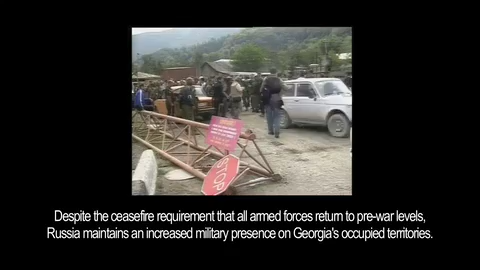 STOP
Despite the ceasefire requirement that all armed forces return to pre-war levels,
Russia maintains an increased military presence on Georgia's occupied territories.